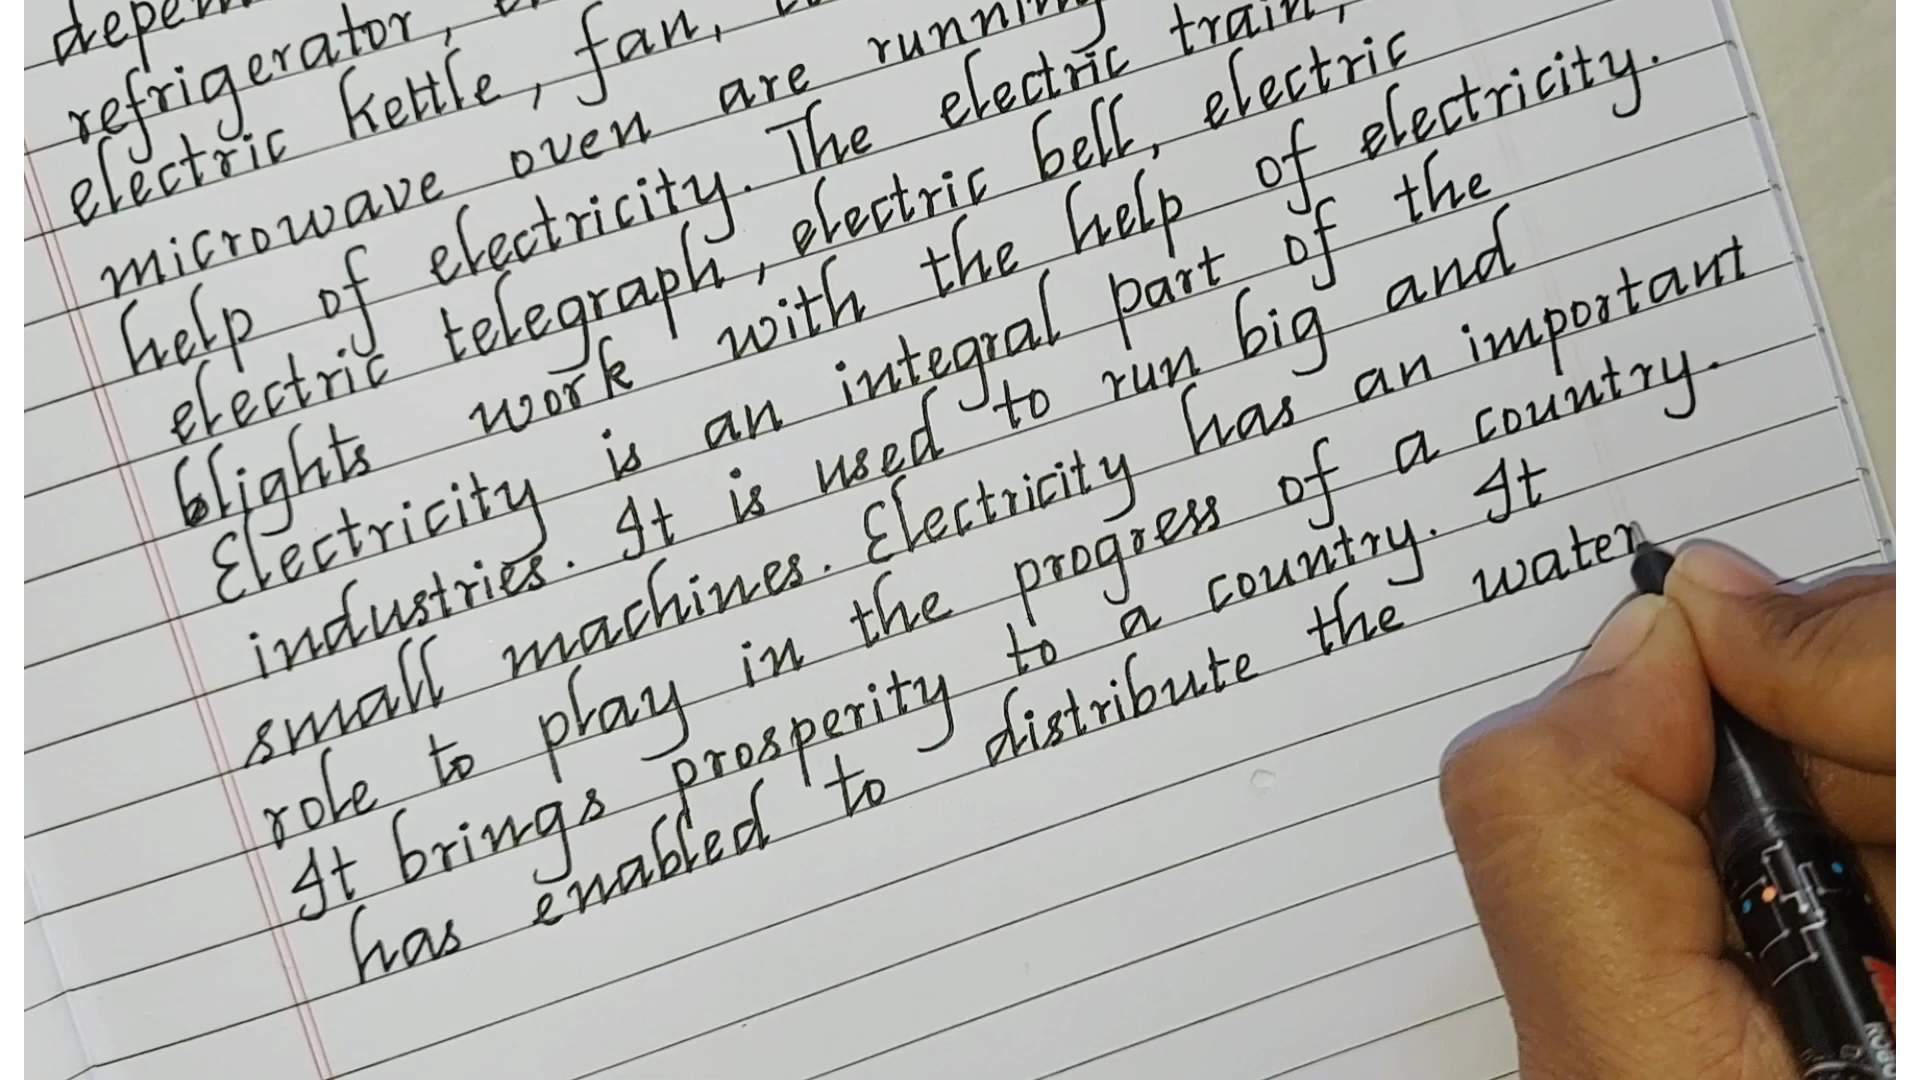 refrigerator,
electric kettle, fan,
microwave oven are running
help of electricity. The electric train,
electric telegraph, electric bell, electric
blights work with the help of electricity.
Electricity is an integral part of the
industries. It is used to run big and
small machines. Electricity has an important
role to play in the progress of a country.
It brings prosperity to a country. It
has enabled to distribute the water